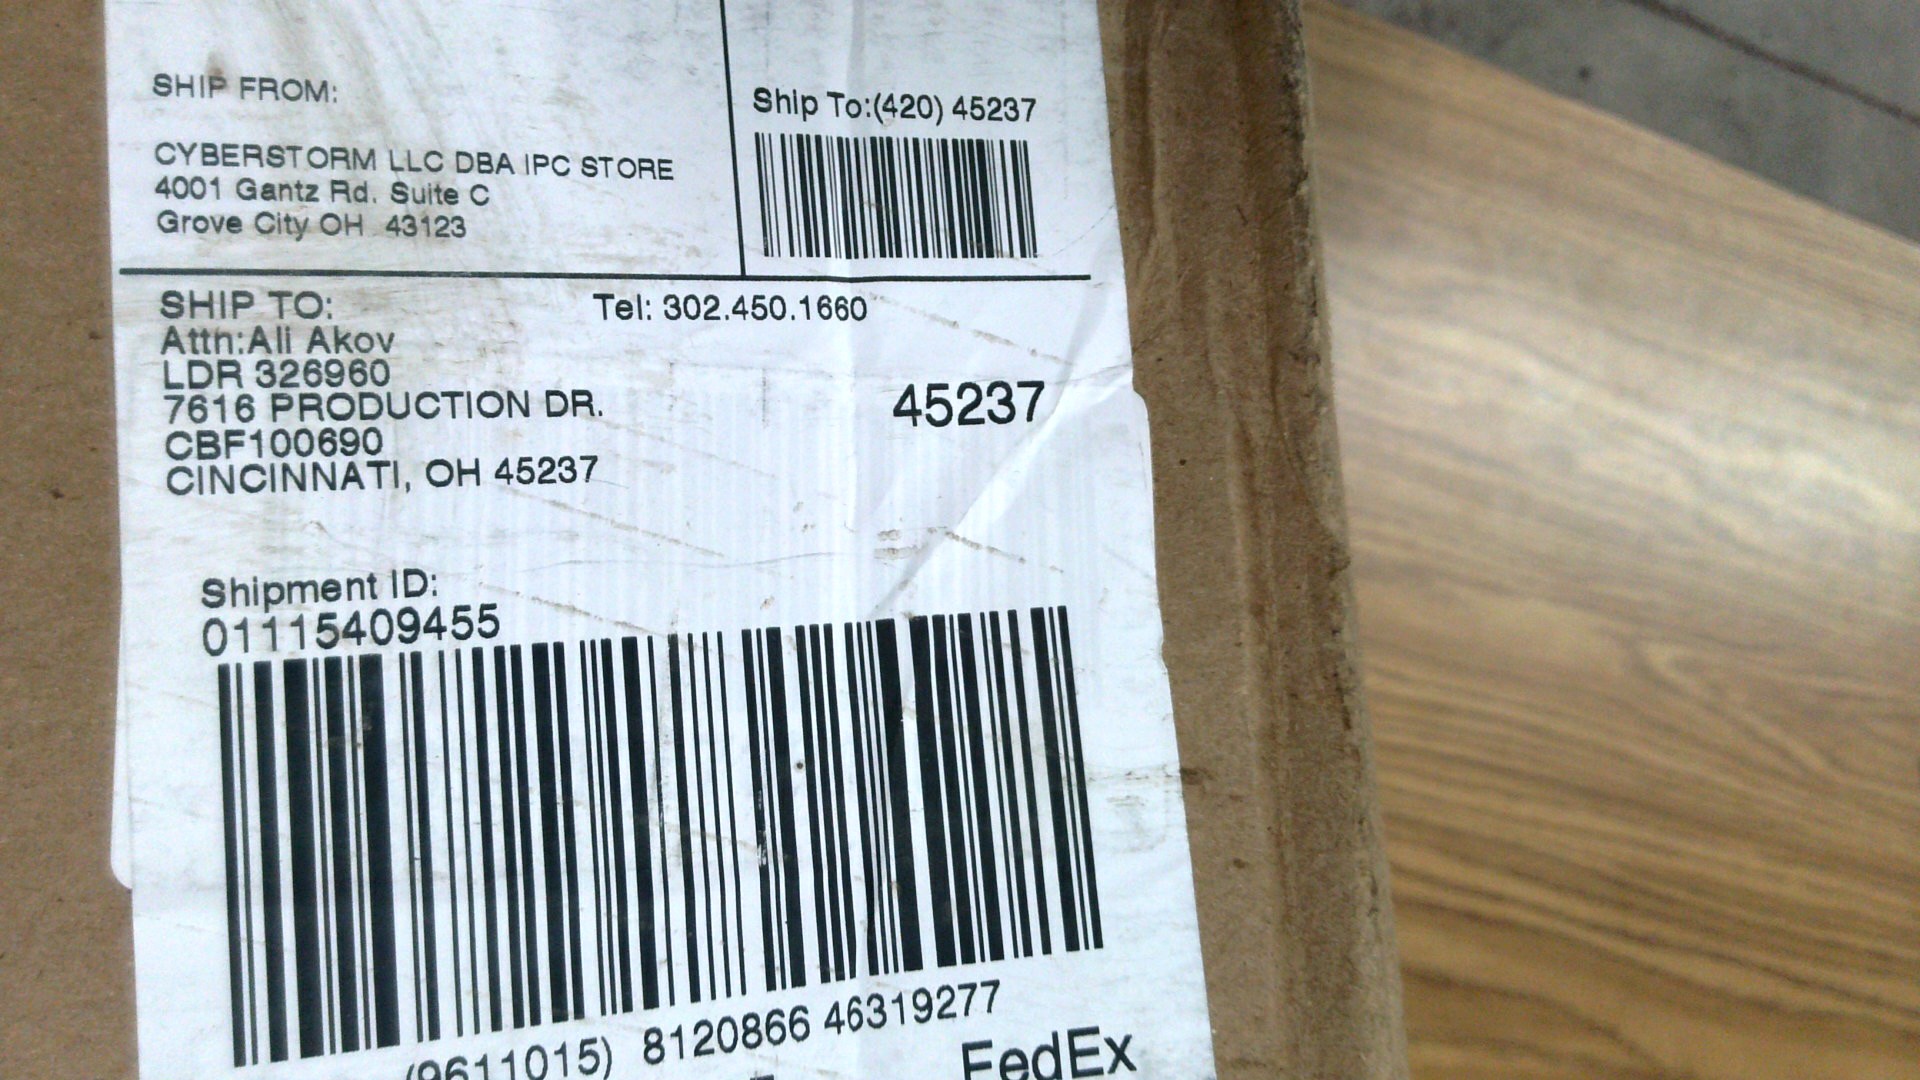 SHIP FROM:
CYBERSTORM LLC DBA IPC STORE
4001 Gantz Rd. Suite C
Grove City OH 43123
Ship To:(420) 45237
SHIP TO:
Tel: 302.450.1660
Attn:Ali Akov
LDR 326960
7616 PRODUCTION DR.
CBF100690
CINCINNATI, OH 45237
45237
Shipment ID:
01115409455
(9611015) 8120866 46319277
FedEx